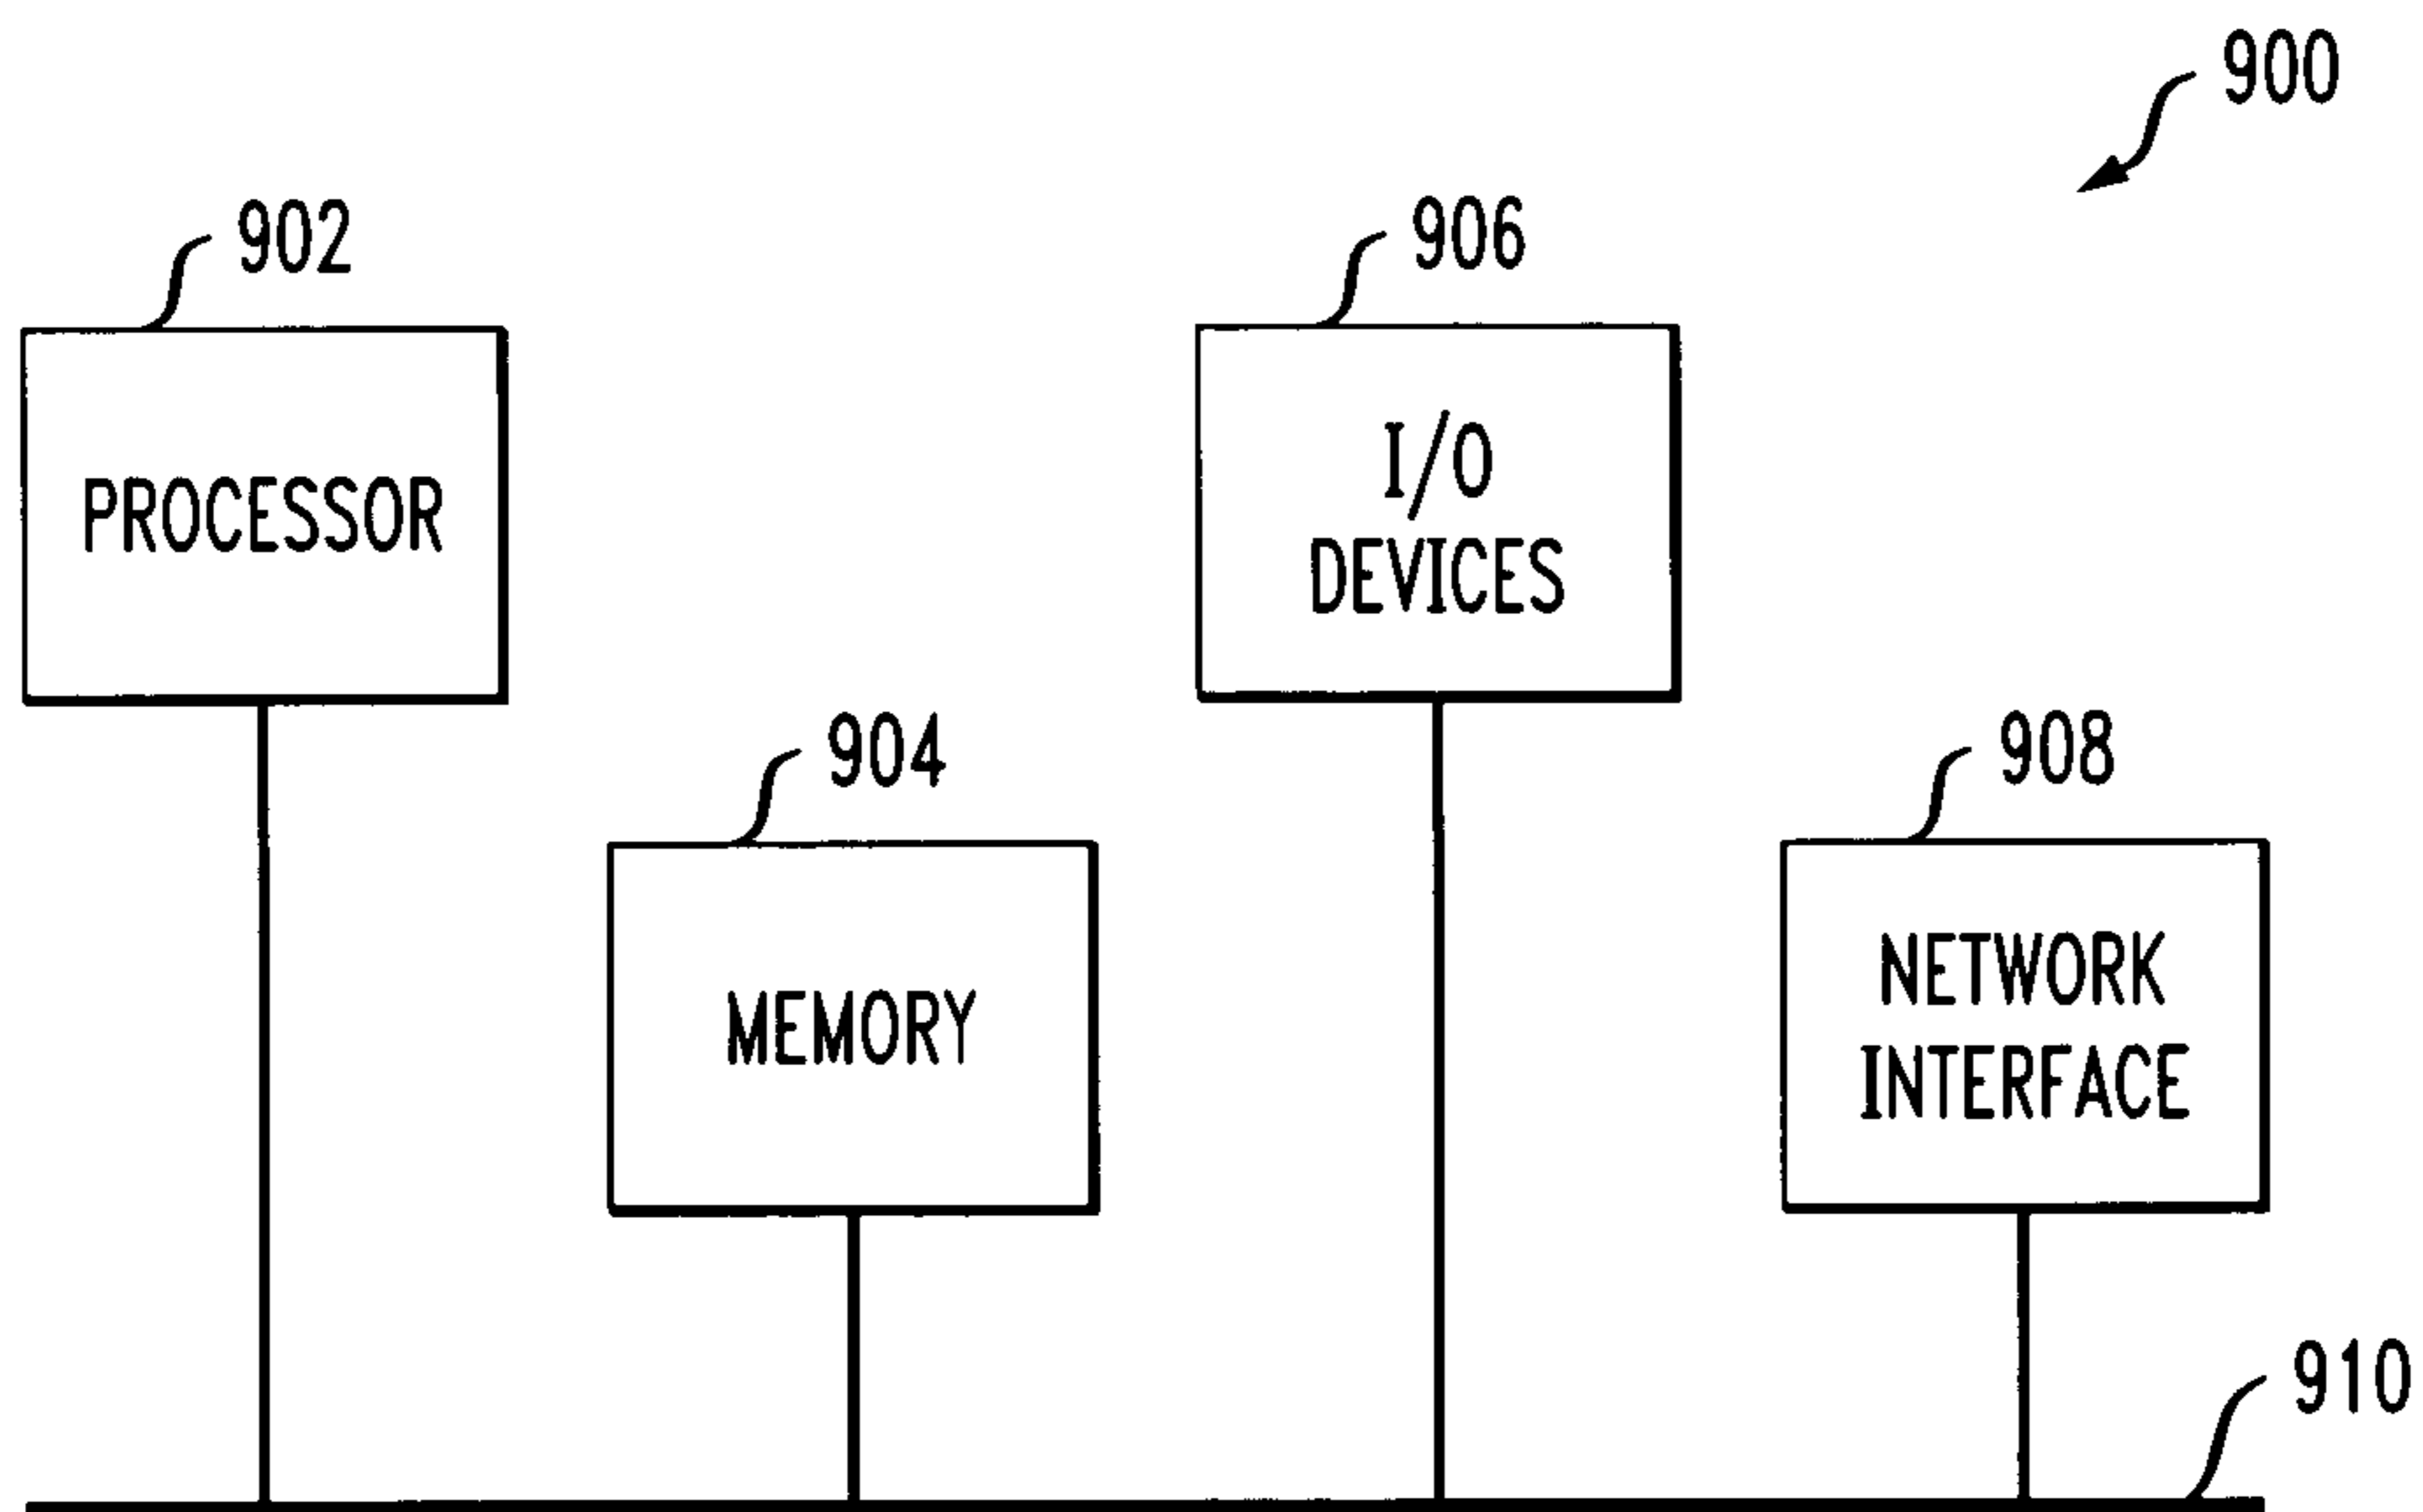 900
902
906
PROCESSOR
I/O
DEVICES
904
908
MEMORY
NETWORK
INTERFACE
910